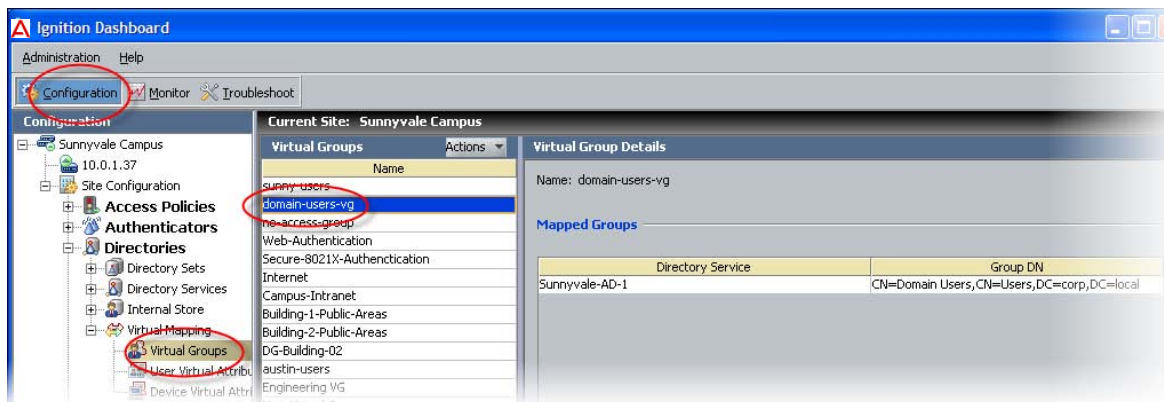 Ignition Dashboard
Administration Help
Configuration Monitor Troubleshoot
Configuration
Sunnyvale Campus
10.0.1.37
Site Configuration
Access Policies
Authenticators
Directories
Directory Sets
Directory Services
Internal Store
Virtual Mapping
Virtual Groups
User Virtual Attribu
Device Virtual Attri
Current Site: Sunnyvale Campus
Virtual Groups Actions
Name
sunny-users
domain-users-vg
no-access-group
Web-Authentication
Secure-8021X-Authenctication
Internet
Campus-Intranet
Building-1-Public-Areas
Building-2-Public-Areas
DG-Building-02
austin-users
Engineering VG
Virtual Group Details
Name: domain-users-vg
Mapped Groups
Directory Service Group DN
Sunnyvale-AD-1 CN=Domain Users,CN=Users,DC=corp,DC=local